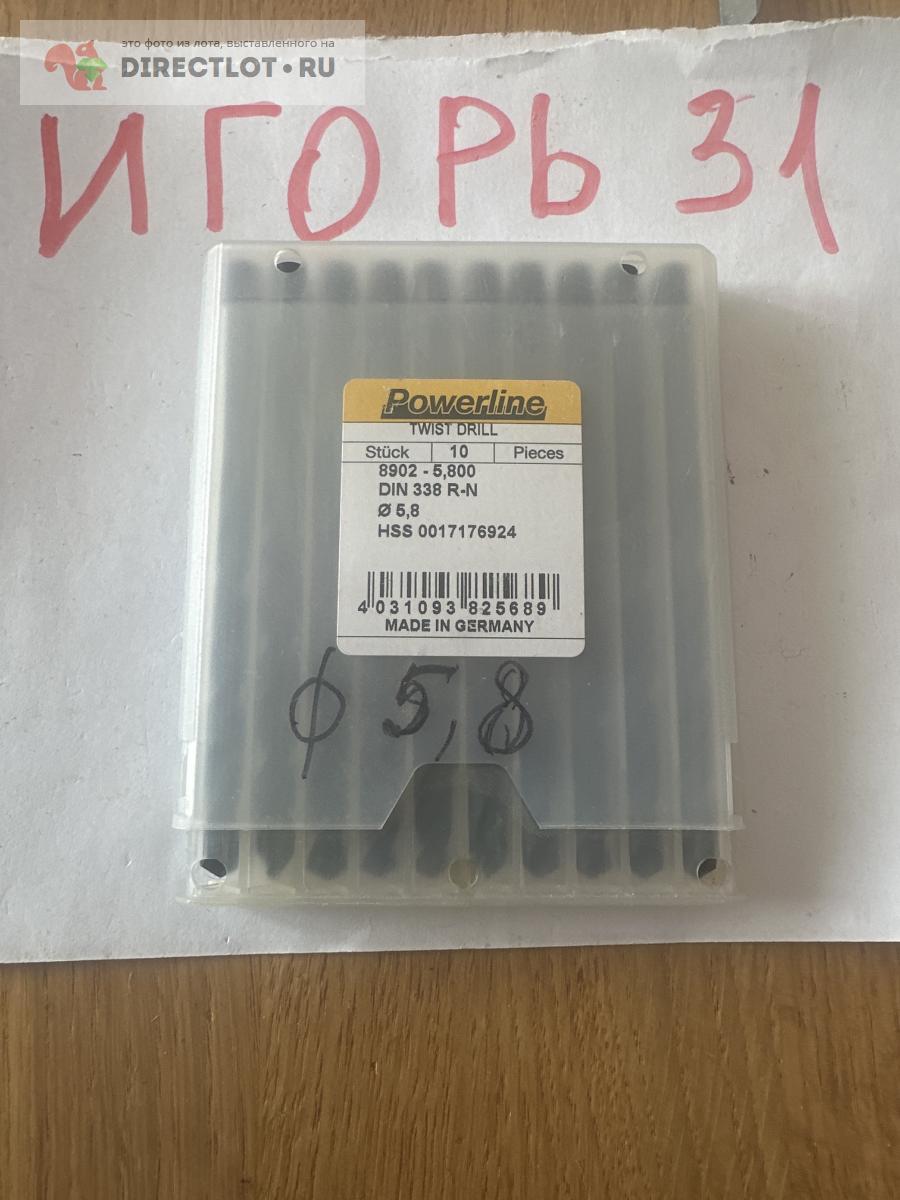 это фото из лота, выставленного на
DIRECTLOT•RU
ИГОРЬ 31
Powerline
TWIST DRILL
Stück 10 Pieces
8902 - 5,800
DIN 338 R-N
Ø 5,8
HSS 0017176924
4 031093 825689
MADE IN GERMANY
ϕ 5,8